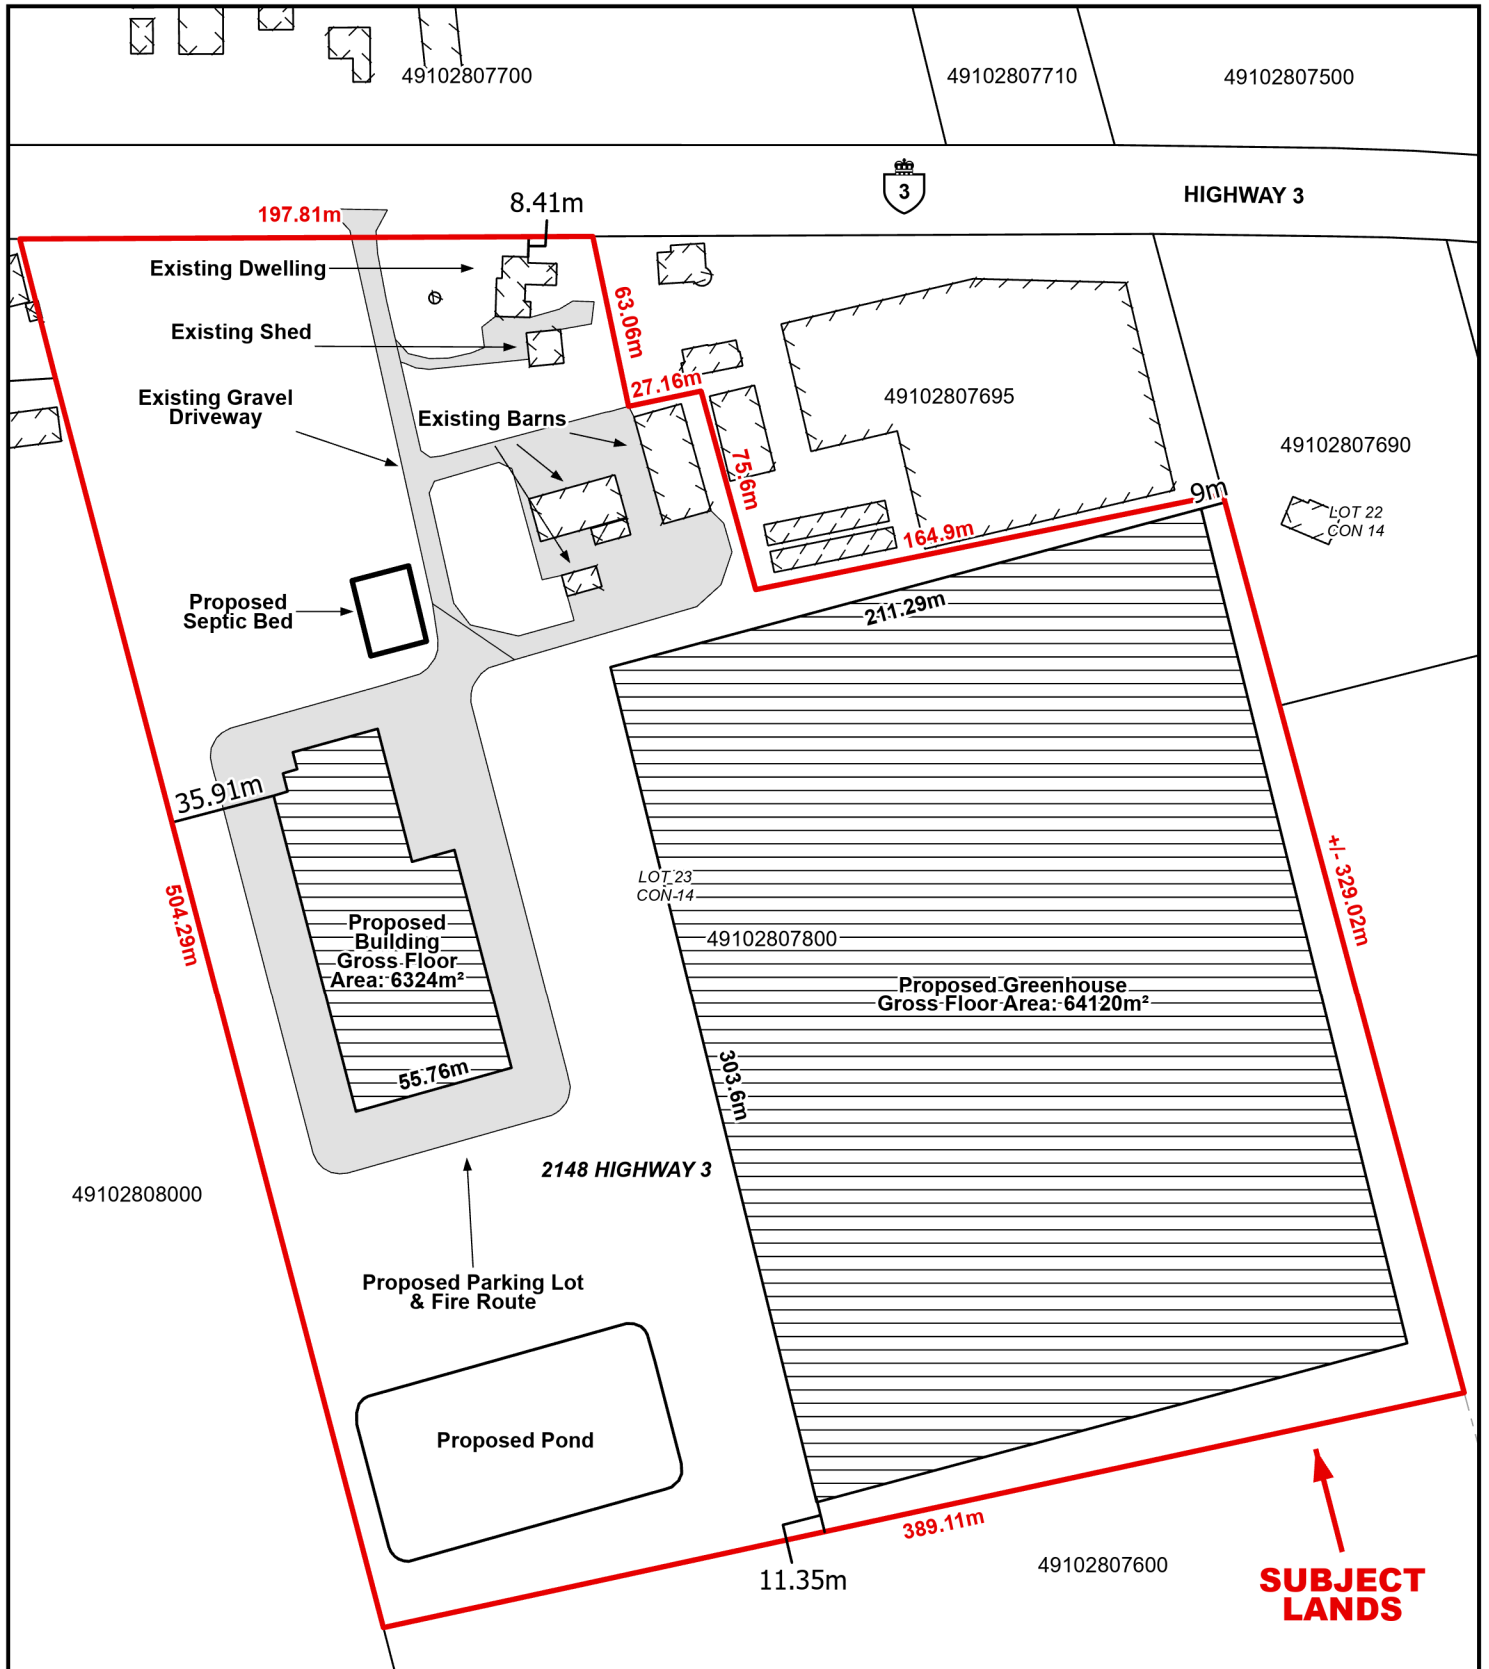 49102807700
49102807710
49102807500
3
HIGHWAY 3
197.81m
8.41m
Existing Dwelling
Existing Shed
63.06m
27.16m
Existing Gravel
Driveway
Existing Barns
49102807695
49102807690
75.6m
9m
LOT 22
CON 14
164.9m
211.29m
Proposed
Septic Bed
35.91m
504.29m
LOT 23
CON 14
49102807800
+/- 329.02m
Proposed
Building
Gross Floor
Area: 6324m²
Proposed Greenhouse
Gross Floor Area: 64120m²
55.76m
303.6m
2148 HIGHWAY 3
49102808000
Proposed Parking Lot
& Fire Route
Proposed Pond
389.11m
11.35m
49102807600
SUBJECT
LANDS